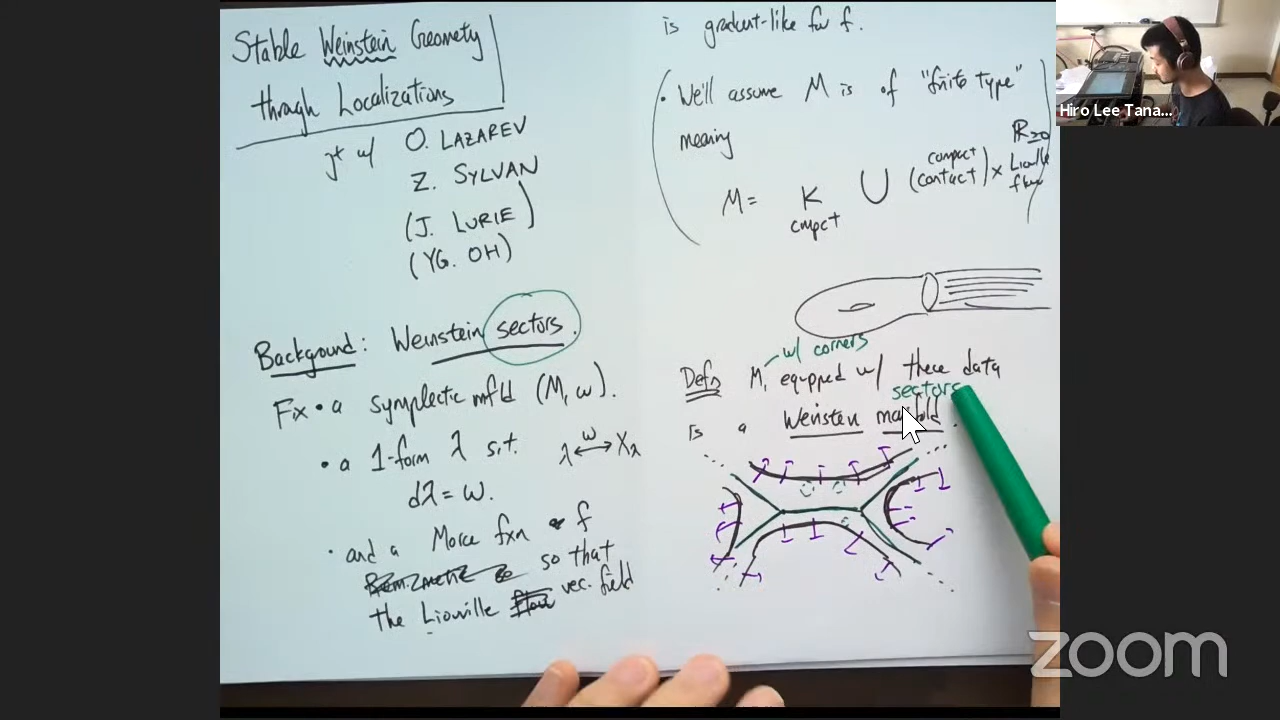 Stable Weinstein Geometry
through Localizations
jt w/ O. LAZAREV
Z. SYLVAN
(J. LURIE)
(YG. OH)
Background: Weinstein sectors.
Fix • a symplectic mfld (M, ω).
• a 1-form λ s.t. λ ω↔ Xλ
dλ = ω.
• and a Morse fxn f
so that
the Liouville vec. field
is gradient-like for f.
• We'll assume M is of "finite type"
meaning
M = K ∪ (contact) × ℝ≥0
cmpct
compact
Liouville
flow
w/ corners
Defn M, equipped w/ these data
sectors
is a Weinstein manifold.
Hiro Lee Tana...
zoom